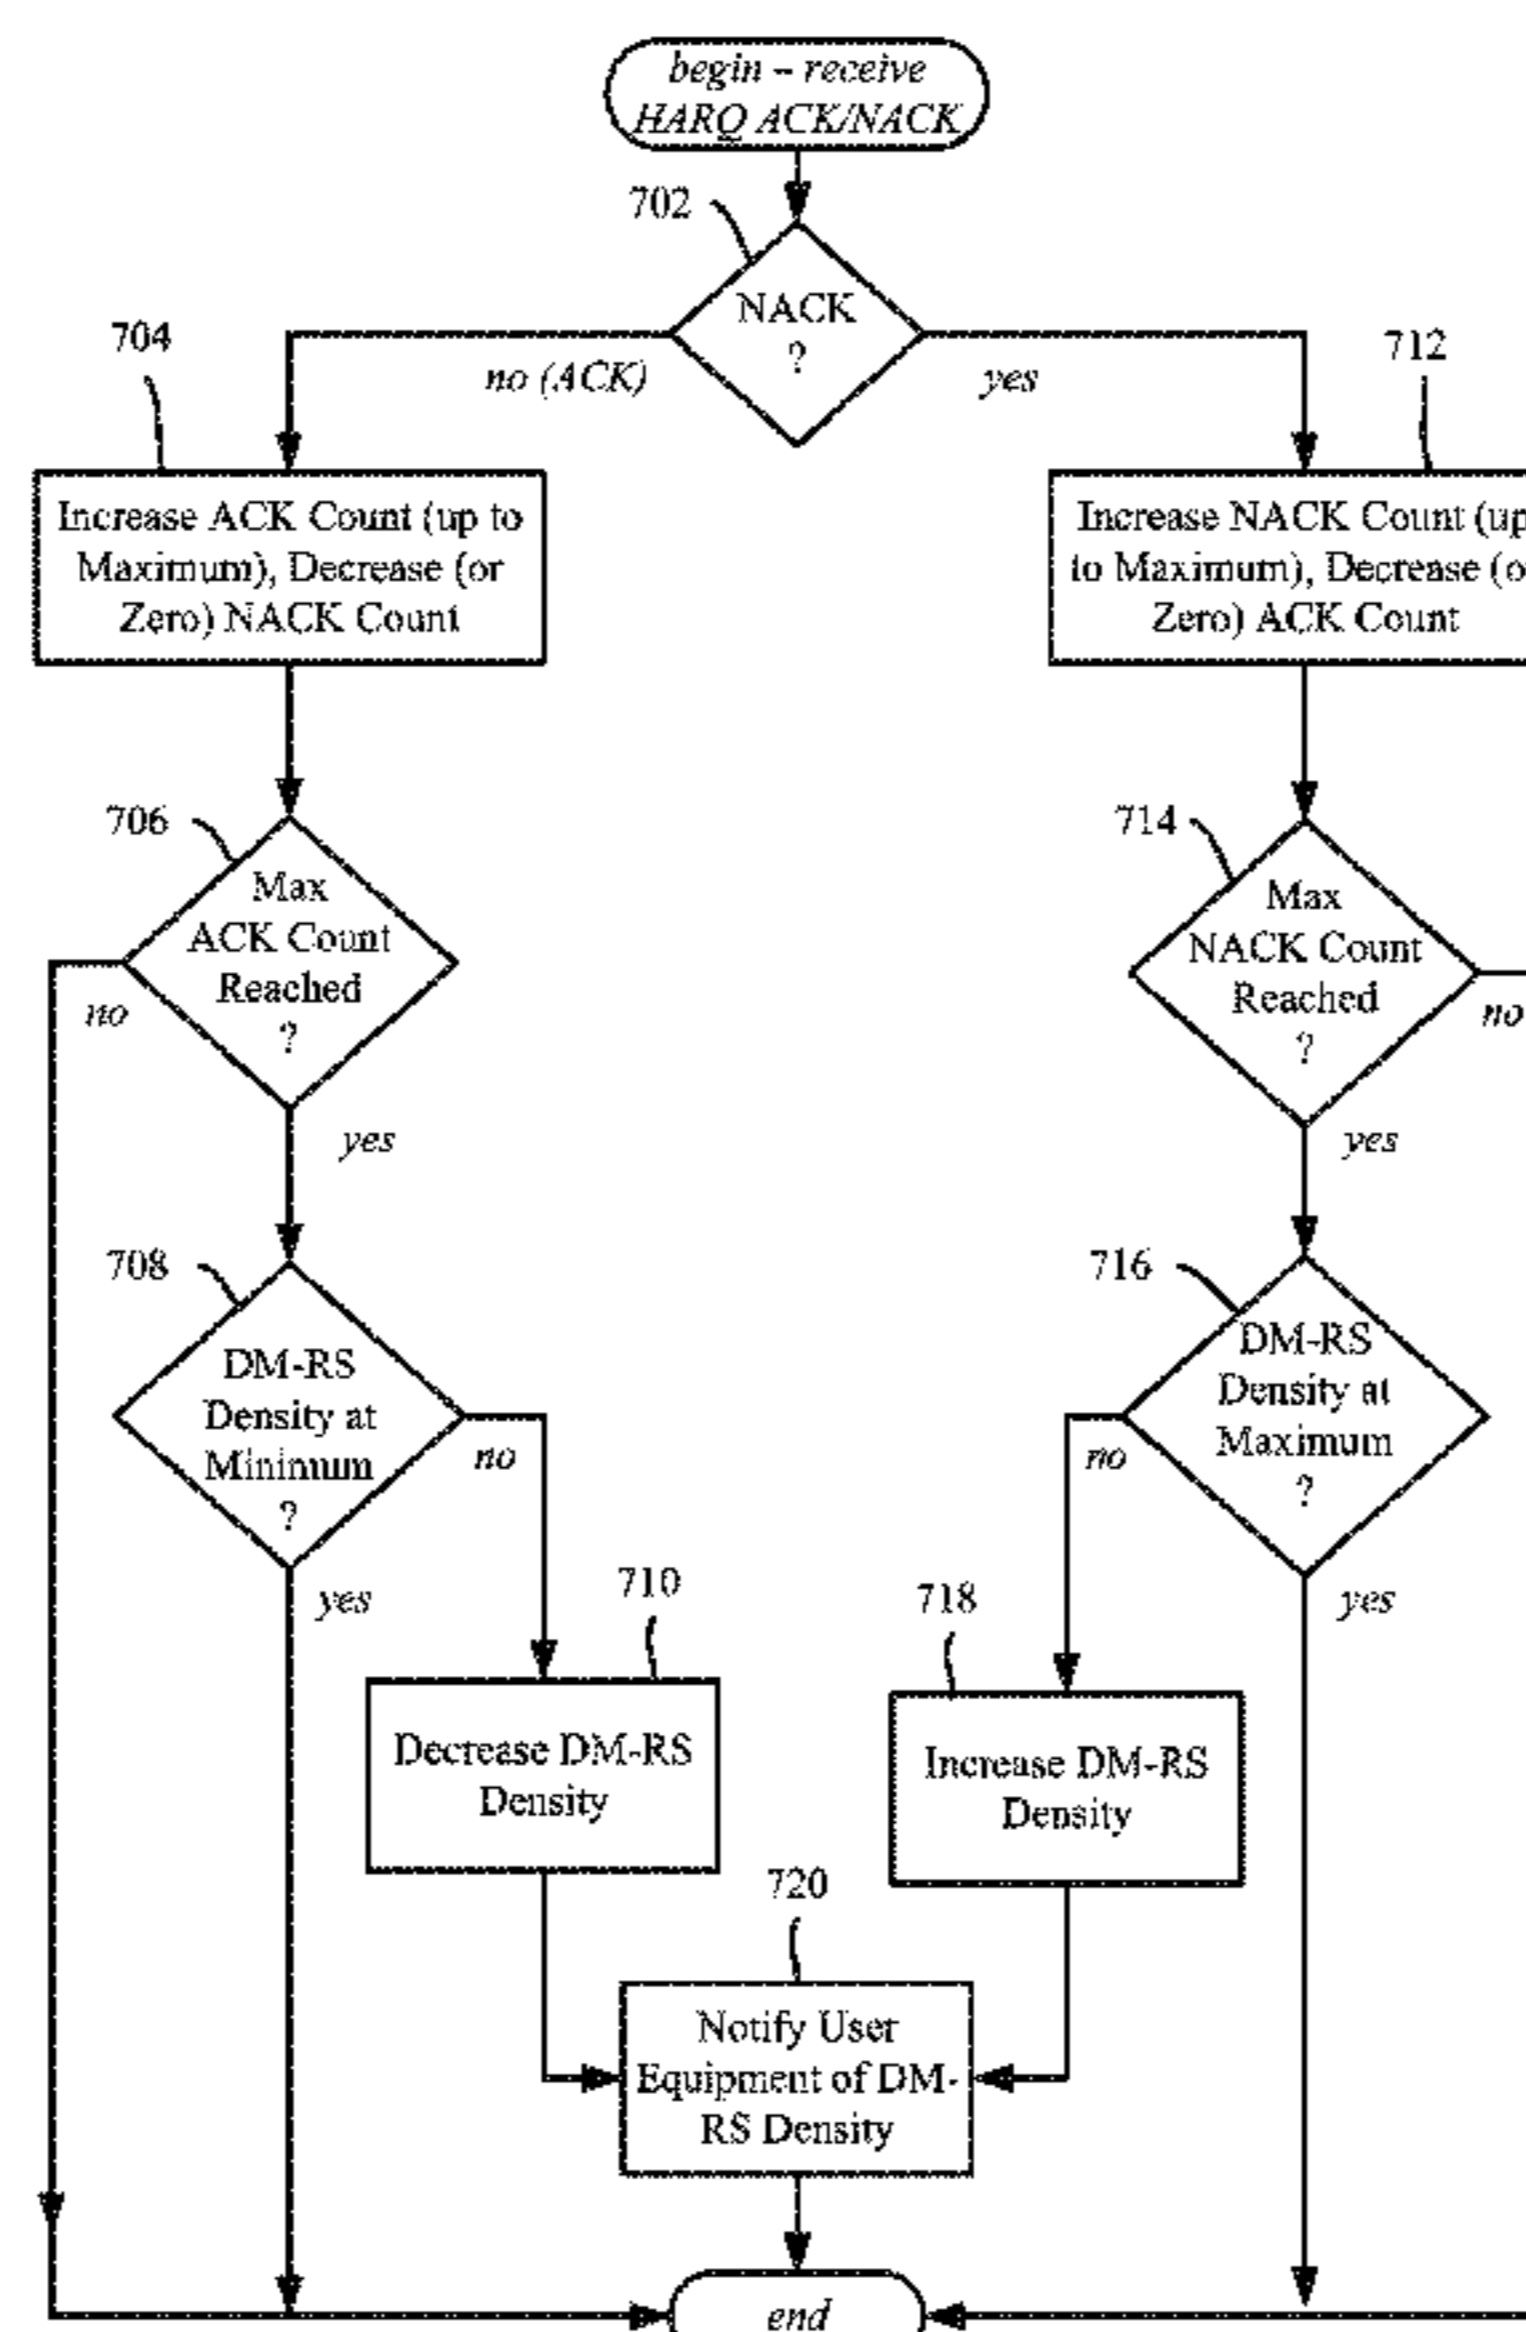 begin – receive
HARQ ACK/NACK
702
NACK
?
no (ACK)
yes
704
Increase ACK Count (up to
Maximum), Decrease (or
Zero) NACK Count
712
Increase NACK Count (up
to Maximum), Decrease (o
Zero) ACK Count
706
Max
ACK Count
Reached
?
no
yes
714
Max
NACK Count
Reached
?
no
yes
708
DM-RS
Density at
Minimum
?
no
yes
716
DM-RS
Density at
Maximum
?
no
yes
710
Decrease DM-RS
Density
718
Increase DM-RS
Density
720
Notify User
Equipment of DM-
RS Density
end